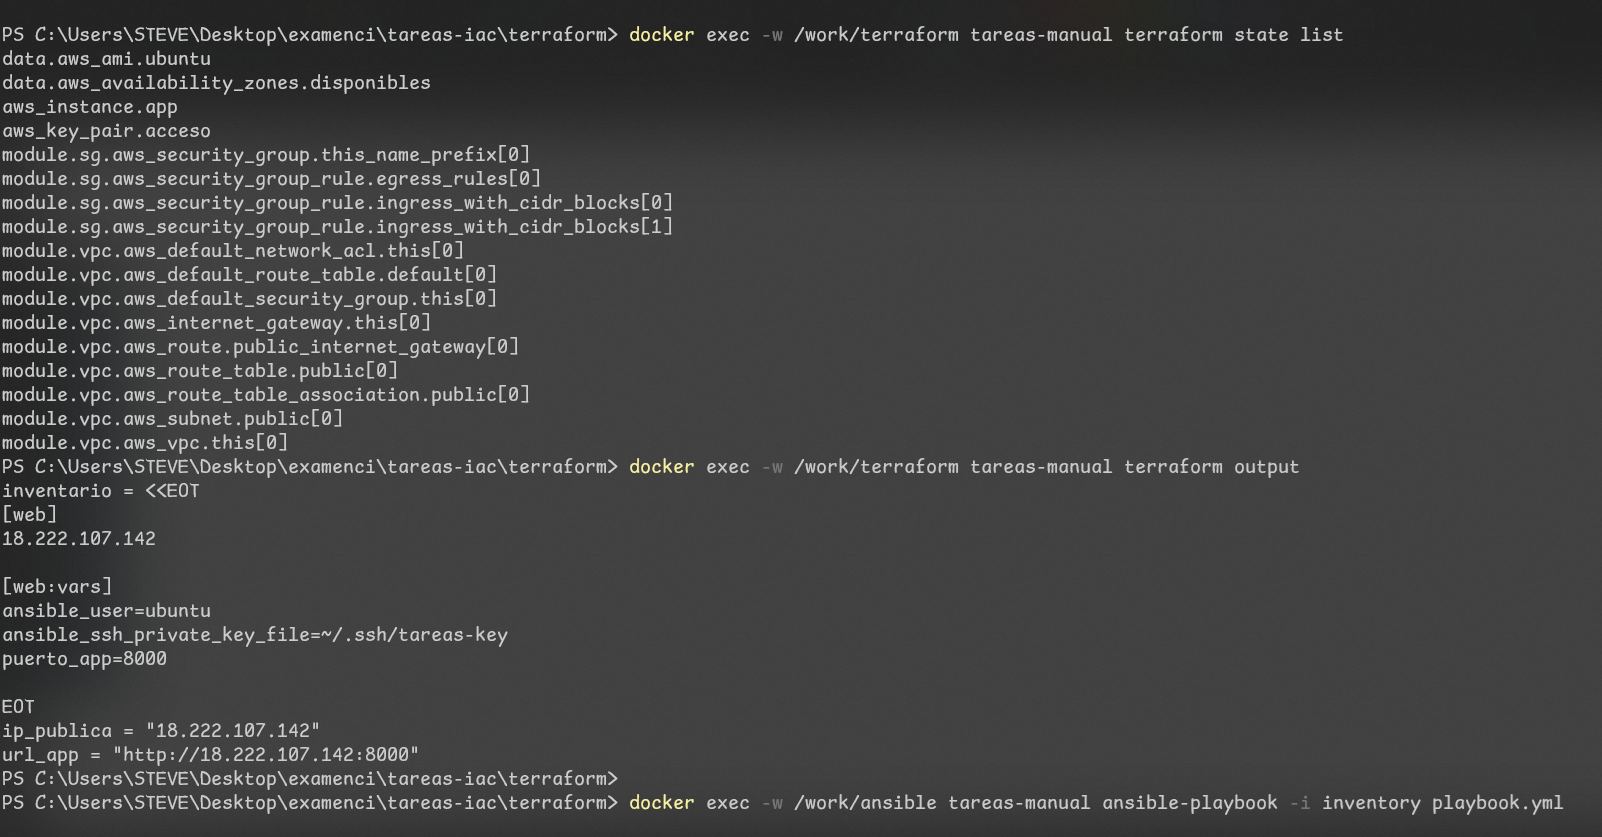 PS C:\Users\STEVE\Desktop\examenci\tareas-iac\terraform> docker exec -w /work/terraform tareas-manual terraform state list
data.aws_ami.ubuntu
data.aws_availability_zones.disponibles
aws_instance.app
aws_key_pair.acceso
module.sg.aws_security_group.this_name_prefix[0]
module.sg.aws_security_group_rule.egress_rules[0]
module.sg.aws_security_group_rule.ingress_with_cidr_blocks[0]
module.sg.aws_security_group_rule.ingress_with_cidr_blocks[1]
module.vpc.aws_default_network_acl.this[0]
module.vpc.aws_default_route_table.default[0]
module.vpc.aws_default_security_group.this[0]
module.vpc.aws_internet_gateway.this[0]
module.vpc.aws_route.public_internet_gateway[0]
module.vpc.aws_route_table.public[0]
module.vpc.aws_route_table_association.public[0]
module.vpc.aws_subnet.public[0]
module.vpc.aws_vpc.this[0]
PS C:\Users\STEVE\Desktop\examenci\tareas-iac\terraform> docker exec -w /work/terraform tareas-manual terraform output
inventario = <<EOT
[web]
18.222.107.142

[web:vars]
ansible_user=ubuntu
ansible_ssh_private_key_file=~/.ssh/tareas-key
puerto_app=8000

EOT
ip_publica = "18.222.107.142"
url_app = "http://18.222.107.142:8000"
PS C:\Users\STEVE\Desktop\examenci\tareas-iac\terraform>
PS C:\Users\STEVE\Desktop\examenci\tareas-iac\terraform> docker exec -w /work/ansible tareas-manual ansible-playbook -i inventory playbook.yml